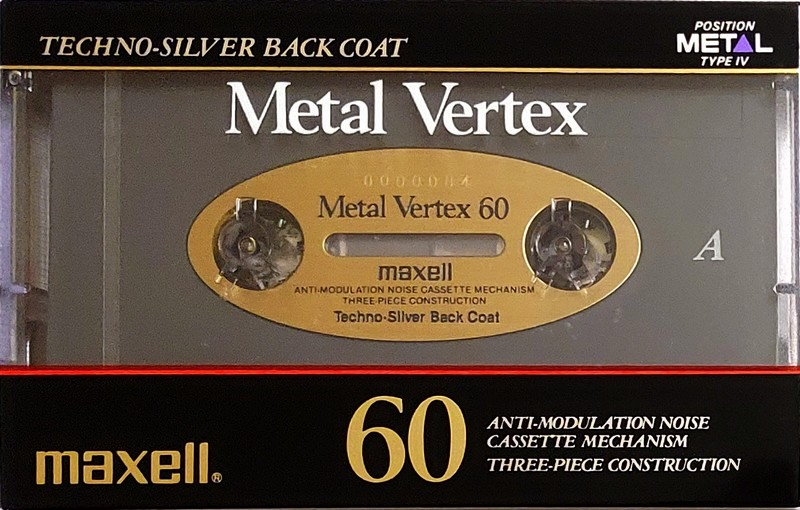 TECHNO-SILVER BACK COAT
POSITION
METAL
TYPE IV
Metal Vertex
Metal Vertex 60
maxell
ANTI-MODULATION NOISE CASSETTE MECHANISM
THREE-PIECE CONSTRUCTION
Techno-Silver Back Coat
A
maxell®
60
ANTI-MODULATION NOISE
CASSETTE MECHANISM
THREE-PIECE CONSTRUCTION